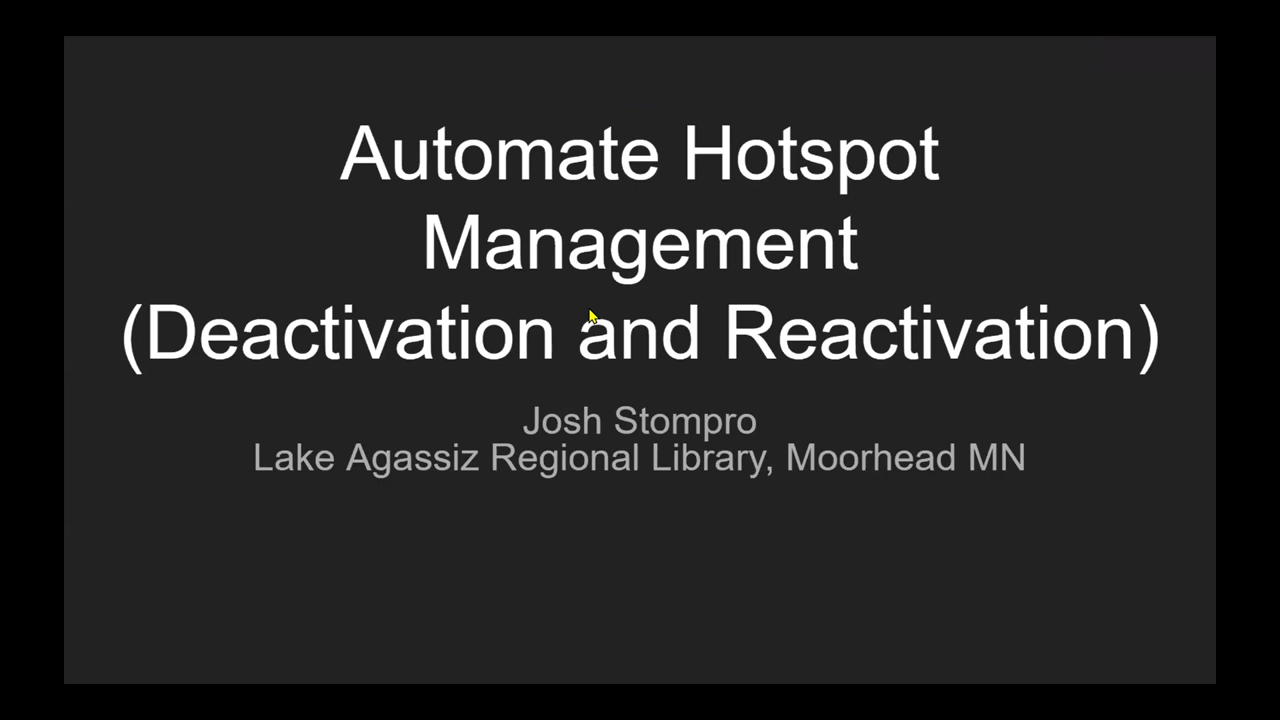 Automate Hotspot
Management
(Deactivation and Reactivation)
Josh Stompro
Lake Agassiz Regional Library, Moorhead MN